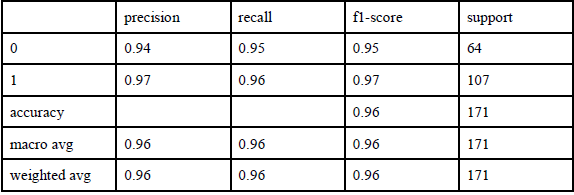 precision recall f1-score support
0 0.94 0.95 0.95 64
1 0.97 0.96 0.97 107
accuracy 0.96 171
macro avg 0.96 0.96 0.96 171
weighted avg 0.96 0.96 0.96 171